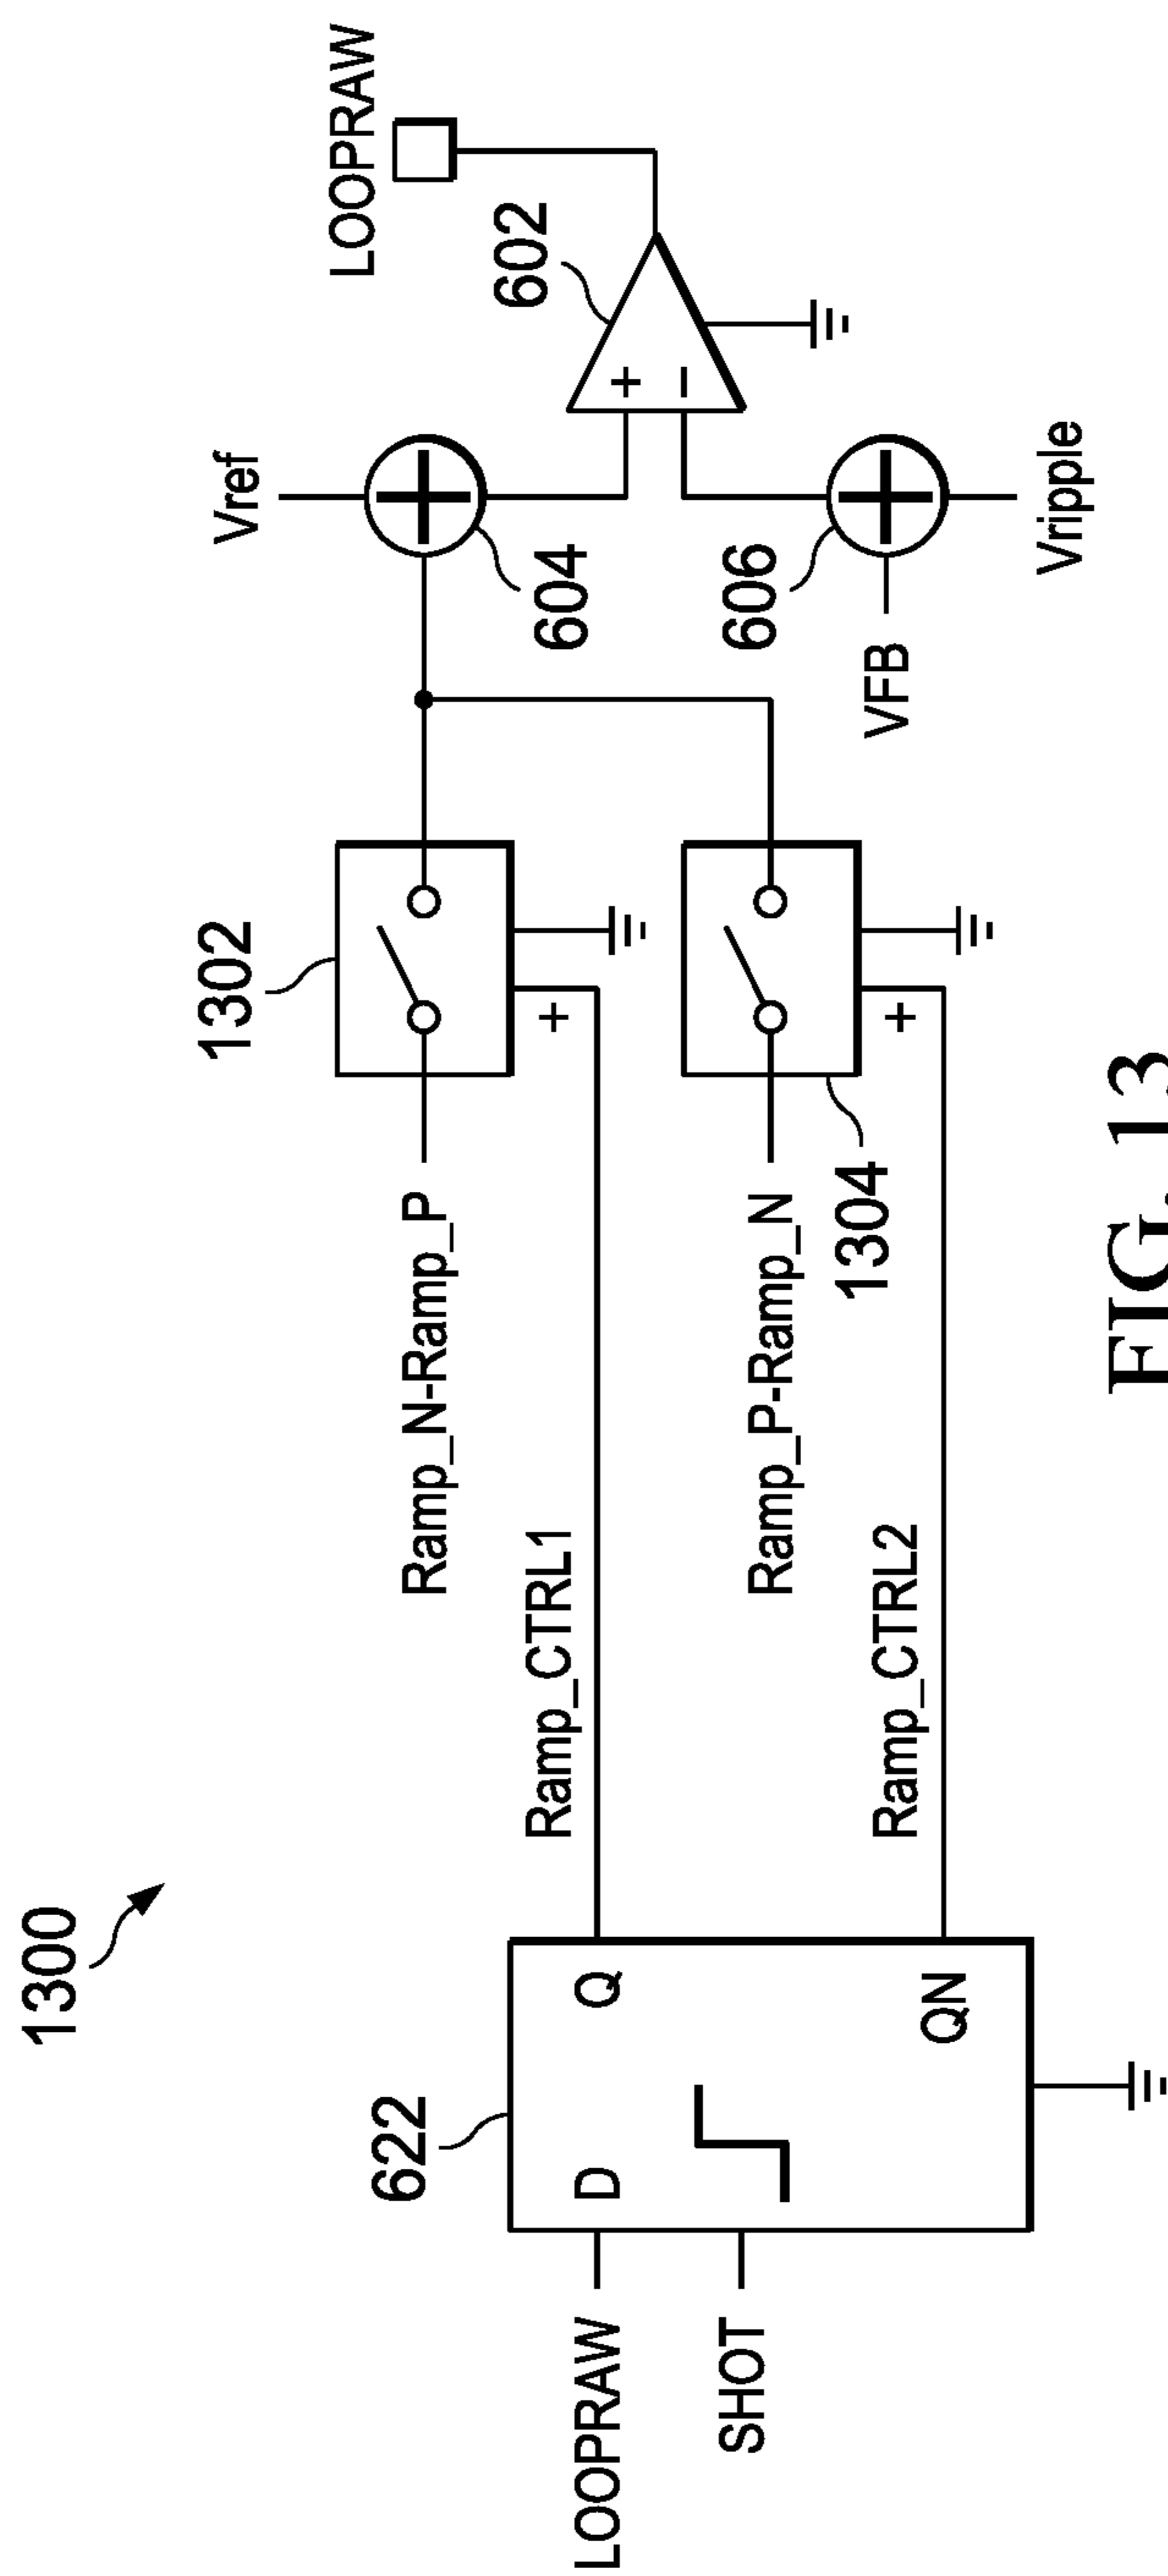 1300
622
LOOPRAW
D
Q
SHOT
QN
Ramp_CTRL1
Ramp_CTRL2
Ramp_N-Ramp_P
1302
+
Ramp_P-Ramp_N
1304
+
Vref
604
VFB
606
Vripple
+
-
602
LOOPRAW
FIG. 13